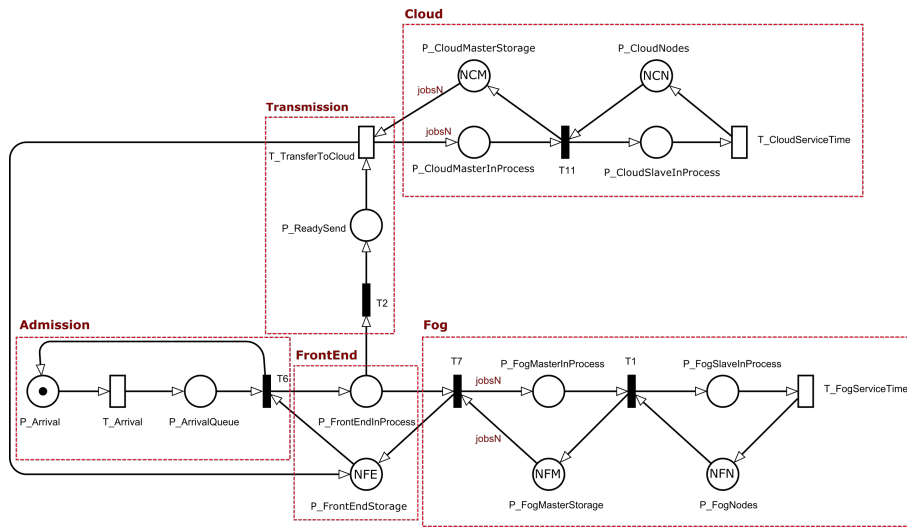 Cloud
P_CloudMasterStorage
P_CloudNodes
NCM
NCN
jobsN
Transmission
jobsN
T_TransferToCloud
T_CloudServiceTime
P_CloudMasterInProcess
T11
P_CloudSlaveInProcess
P_ReadySend
T2
Admission
Fog
FrontEnd
T7
P_FogMasterInProcess
T1
P_FogSlaveInProcess
T6
jobsN
T_FogServiceTime
P_Arrival
T_Arrival
P_ArrivalQueue
P_FrontEndInProcess
jobsN
NFE
NFM
NFN
P_FrontEndStorage
P_FogMasterStorage
P_FogNodes